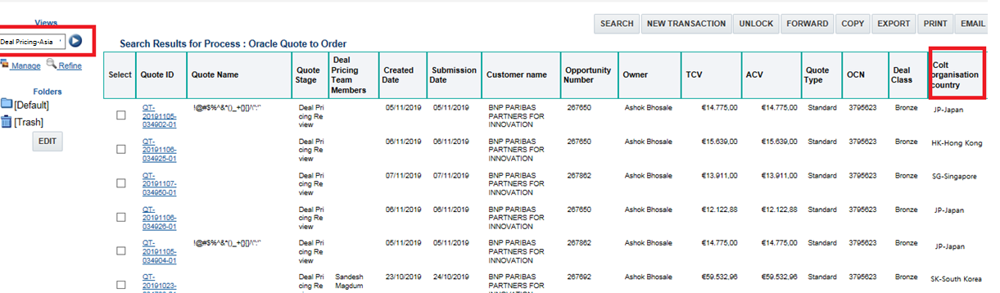 Views
SEARCH NEW TRANSACTION UNLOCK FORWARD COPY EXPORT PRINT EMAIL
Deal Pricing-Asia
Search Results for Process : Oracle Quote to Order
Manage Refine
Folders
[Default]
[Trash]
EDIT
Select Quote ID Quote Name Quote Stage Deal Pricing Team Members Created Date Submission Date Customer name Opportunity Number Owner TCV ACV Quote Type OCN Deal Class Colt organisation country
QT-20191105-034902-01 !@#$%^&*()_+{}[]/\":'` Deal Pricing Review 05/11/2019 05/11/2019 BNP PARIBAS PARTNERS FOR INNOVATION 267650 Ashok Bhosale €14.775,00 €14.775,00 Standard 3795623 Bronze JP-Japan
QT-20191106-034925-01 Deal Pricing Review 06/11/2019 06/11/2019 BNP PARIBAS PARTNERS FOR INNOVATION 267650 Ashok Bhosale €15.639,00 €15.639,00 Standard 3795623 Bronze HK-Hong Kong
QT-20191107-034950-01 Deal Pricing Review 07/11/2019 07/11/2019 BNP PARIBAS PARTNERS FOR INNOVATION 267862 Ashok Bhosale €13.911,00 €13.911,00 Standard 3795623 Bronze SG-Singapore
QT-20191106-034926-01 Deal Pricing Review 06/11/2019 06/11/2019 BNP PARIBAS PARTNERS FOR INNOVATION 267650 Ashok Bhosale €12.122,88 €12.122,88 Standard 3795623 Bronze JP-Japan
QT-20191105-034904-01 !@#$%^&*()_+{}[]/\":'` Deal Pricing Review 05/11/2019 05/11/2019 BNP PARIBAS PARTNERS FOR INNOVATION 267862 Ashok Bhosale €14.775,00 €14.775,00 Standard 3795623 Bronze JP-Japan
QT-20191023- Deal Pricing Re Sandesh Magdum 23/10/2019 24/10/2019 BNP PARIBAS PARTNERS FOR 267692 Ashok Bhosale €59.532,96 €59.532,96 Standard 3795623 Bronze SK-South Korea